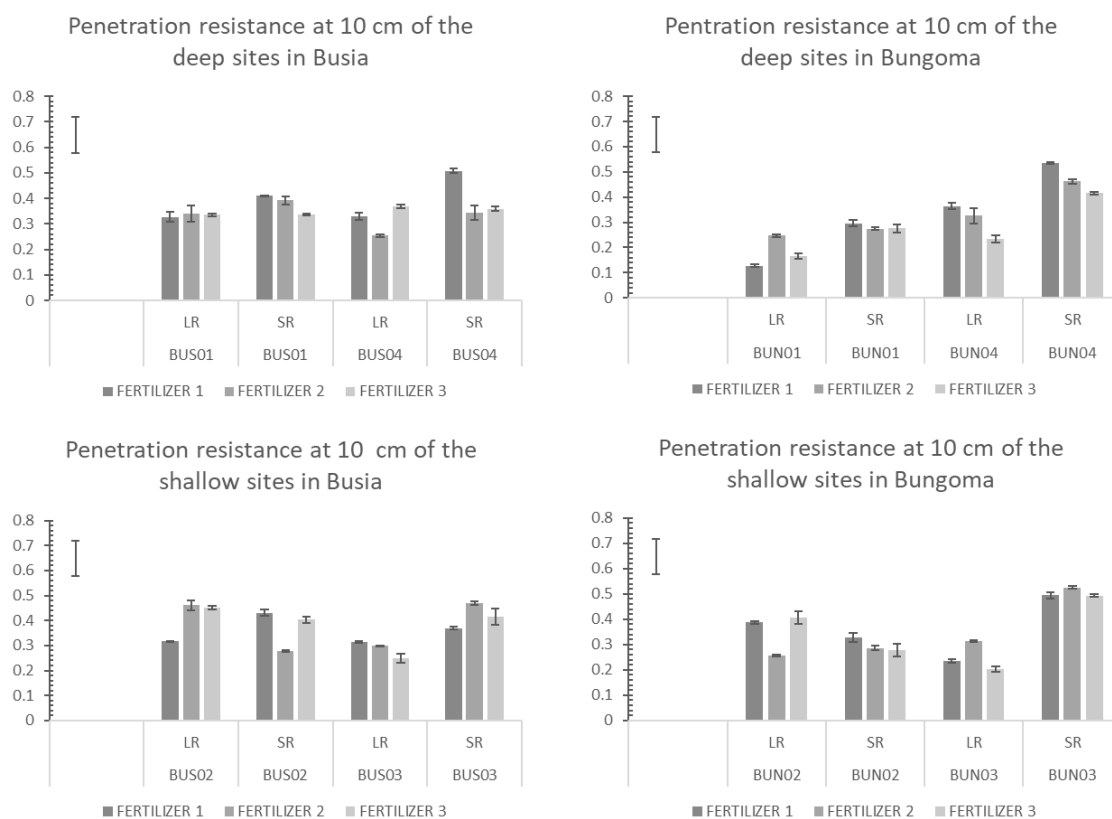 Penetration resistance at 10 cm of the
deep sites in Busia
0.8
0.7
0.6
0.5
0.4
0.3
0.2
0.1
0
LR SR LR SR
BUS01 BUS01 BUS04 BUS04
FERTILIZER 1 FERTILIZER 2 FERTILIZER 3
Pentration resistance at 10 cm of the
deep sites in Bungoma
0.8
0.7
0.6
0.5
0.4
0.3
0.2
0.1
0
LR SR LR SR
BUN01 BUN01 BUN04 BUN04
FERTILIZER 1 FERTILIZER 2 FERTILIZER 3
Penetration resistance at 10 cm of the
shallow sites in Busia
0.8
0.7
0.6
0.5
0.4
0.3
0.2
0.1
0
LR SR LR SR
BUS02 BUS02 BUS03 BUS03
FERTILIZER 1 FERTILIZER 2 FERTILIZER 3
Penetration resistance at 10 cm of the
shallow sites in Bungoma
0.8
0.7
0.6
0.5
0.4
0.3
0.2
0.1
0
LR SR LR SR
BUN02 BUN02 BUN03 BUN03
FERTILIZER 1 FERTILIZER 2 FERTILIZER 3